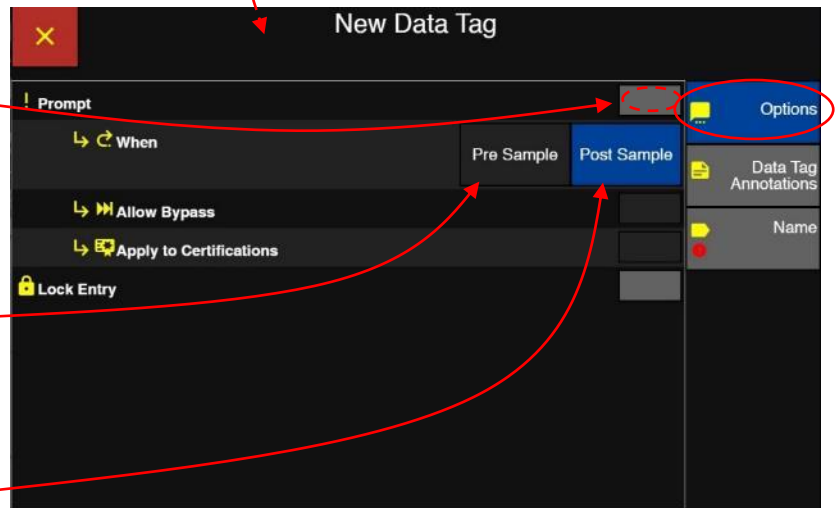 New Data Tag
! Prompt
When
Pre Sample
Post Sample
Allow Bypass
Apply to Certifications
Lock Entry
Options
Data Tag
Annotations
Name